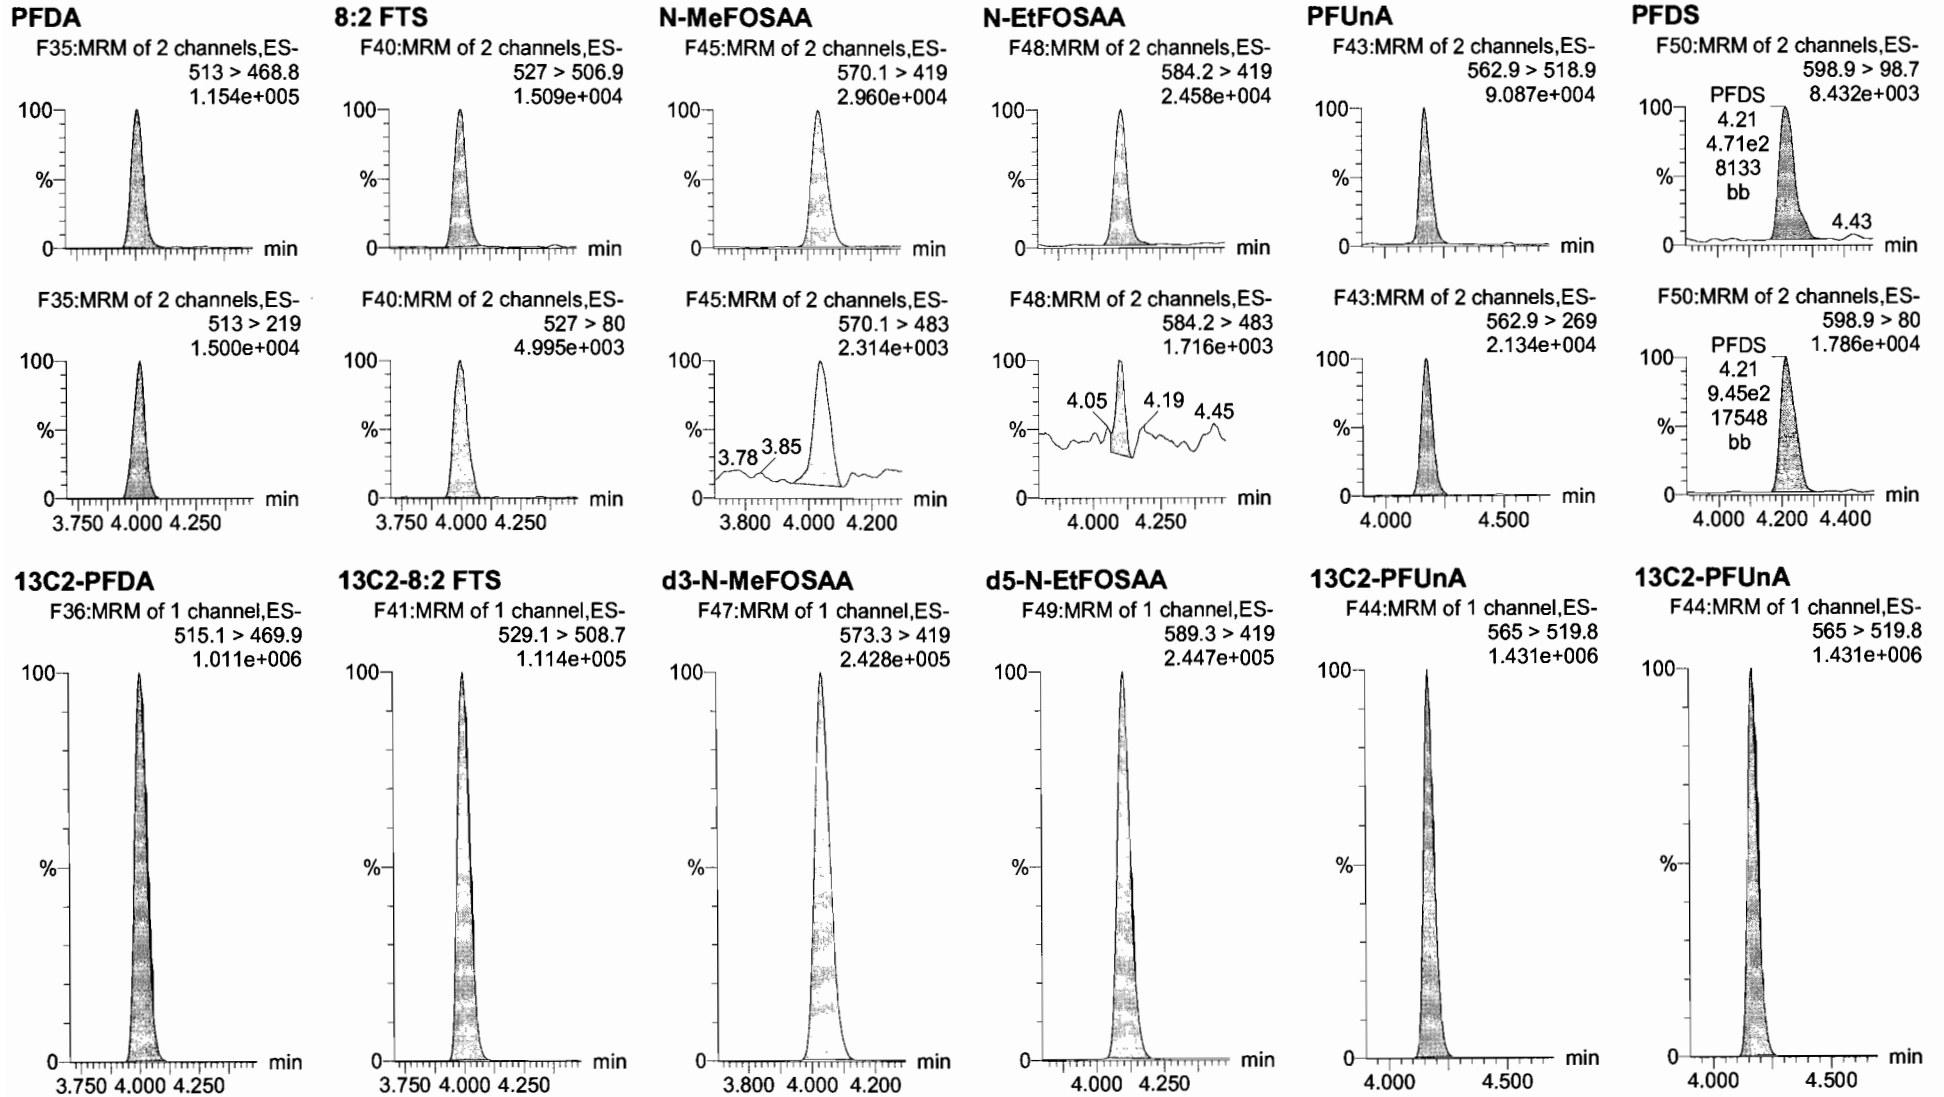 PFDA
F35:MRM of 2 channels,ES-
513 > 468.8
1.154e+005
100
%
0
min
8:2 FTS
F40:MRM of 2 channels,ES-
527 > 506.9
1.509e+004
100
%
0
min
N-MeFOSAA
F45:MRM of 2 channels,ES-
570.1 > 419
2.960e+004
100
%
0
min
N-EtFOSAA
F48:MRM of 2 channels,ES-
584.2 > 419
2.458e+004
100
%
0
min
PFUnA
F43:MRM of 2 channels,ES-
562.9 > 518.9
9.087e+004
100
%
0
min
PFDS
F50:MRM of 2 channels,ES-
598.9 > 98.7
8.432e+003
PFDS
4.21
4.71e2
8133
bb
4.43
100
%
0
min
F35:MRM of 2 channels,ES-
513 > 219
1.500e+004
100
%
0
min
3.750 4.000 4.250
F40:MRM of 2 channels,ES-
527 > 80
4.995e+003
100
%
0
min
3.750 4.000 4.250
F45:MRM of 2 channels,ES-
570.1 > 483
2.314e+003
100
%
3.78
3.85
0
min
3.800 4.000 4.200
F48:MRM of 2 channels,ES-
584.2 > 483
1.716e+003
100
4.05
4.19
4.45
%
0
min
4.000 4.250
F43:MRM of 2 channels,ES-
562.9 > 269
2.134e+004
100
%
0
min
4.000 4.500
F50:MRM of 2 channels,ES-
598.9 > 80
1.786e+004
PFDS
4.21
9.45e2
17548
bb
100
%
0
min
4.000 4.200 4.400
13C2-PFDA
F36:MRM of 1 channel,ES-
515.1 > 469.9
1.011e+006
100
%
0
min
3.750 4.000 4.250
13C2-8:2 FTS
F41:MRM of 1 channel,ES-
529.1 > 508.7
1.114e+005
100
%
0
min
3.750 4.000 4.250
d3-N-MeFOSAA
F47:MRM of 1 channel,ES-
573.3 > 419
2.428e+005
100
%
0
min
3.800 4.000 4.200
d5-N-EtFOSAA
F49:MRM of 1 channel,ES-
589.3 > 419
2.447e+005
100
%
0
min
4.000 4.250
13C2-PFUnA
F44:MRM of 1 channel,ES-
565 > 519.8
1.431e+006
100
%
0
min
4.000 4.500
13C2-PFUnA
F44:MRM of 1 channel,ES-
565 > 519.8
1.431e+006
100
%
0
min
4.000 4.500